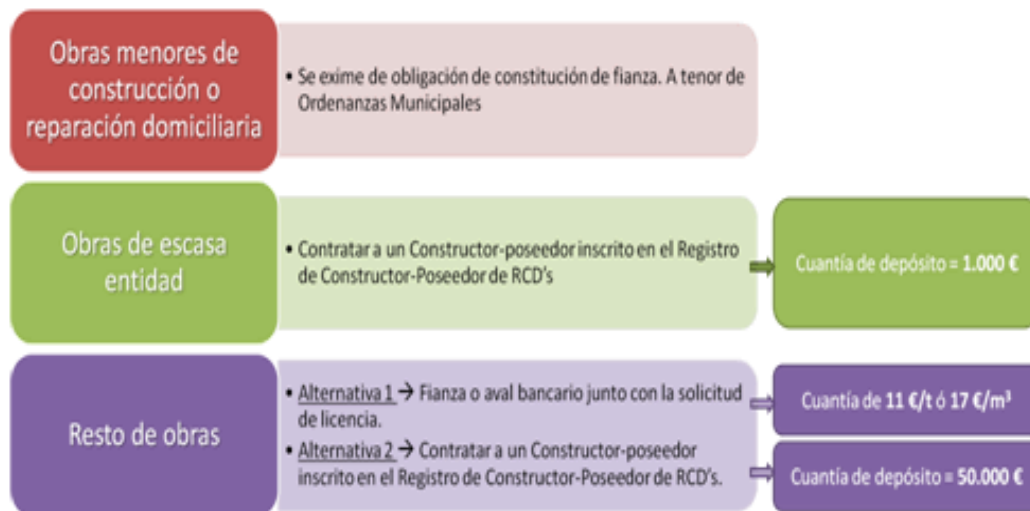 Obras menores de
construcción o
reparación domiciliaria
• Se exime de obligación de constitución de fianza. A tenor de
Ordenanzas Municipales
Obras de escasa
entidad
• Contratar a un Constructor-poseedor inscrito en el Registro
de Constructor-Poseedor de RCD's
Cuantía de depósito = 1.000 €
Resto de obras
• Alternativa 1 → Fianza o aval bancario junto con la solicitud
de licencia.
• Alternativa 2 → Contratar a un Constructor-poseedor
inscrito en el Registro de Constructor-Poseedor de RCD's.
Cuantía de 11 €/t ó 17 €/m³
Cuantía de depósito = 50.000 €